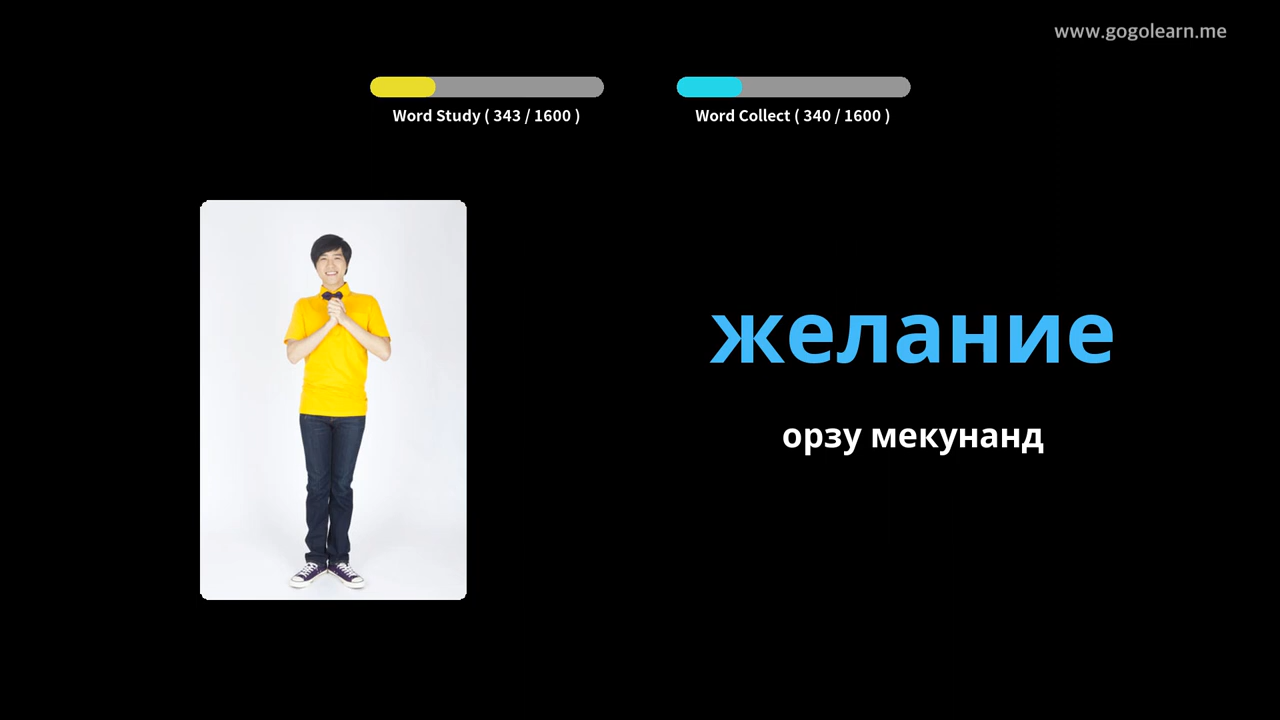 www.gogolearn.me
Word Study ( 343 / 1600 )
Word Collect ( 340 / 1600 )
желание
орзу мекунанд